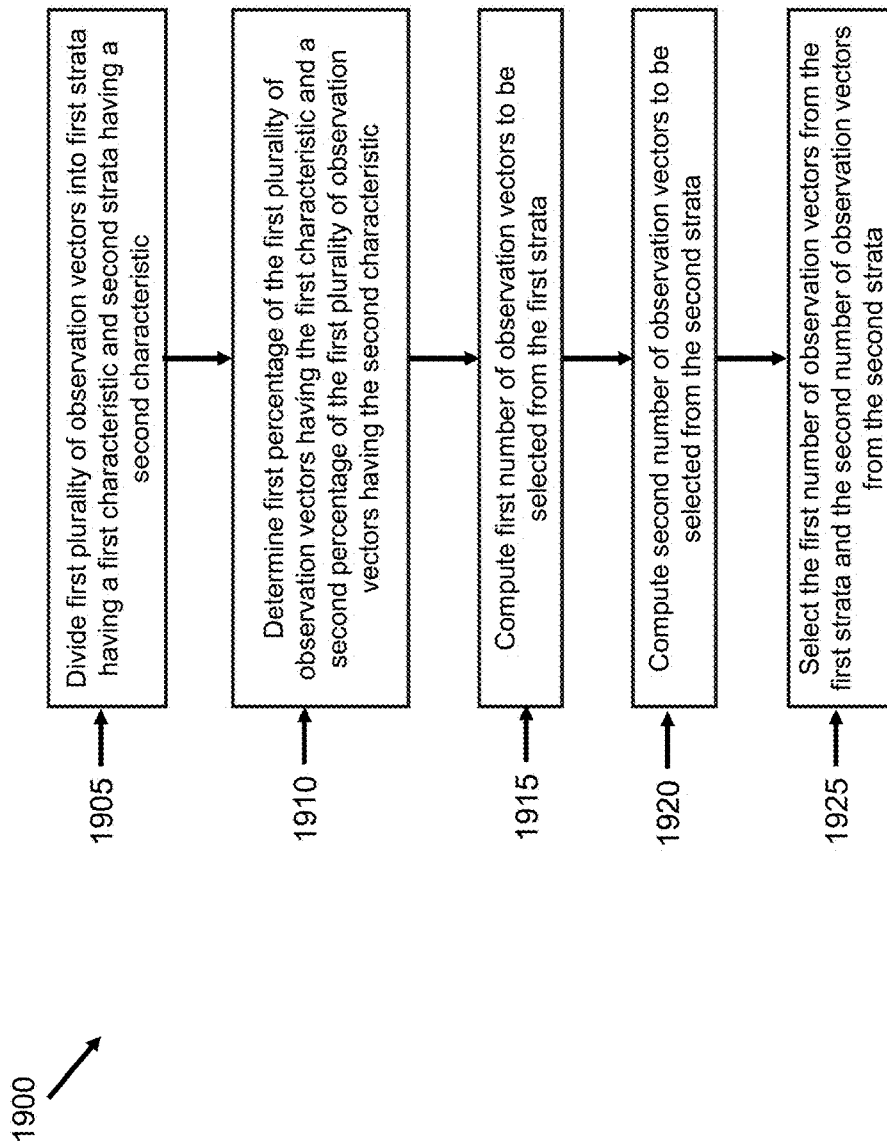 1900
1905
Divide first plurality of observation vectors into first strata
having a first characteristic and second strata having a
second characteristic
1910
Determine first percentage of the first plurality of
observation vectors having the first characteristic and a
second percentage of the first plurality of observation
vectors having the second characteristic
1915
Compute first number of observation vectors to be
selected from the first strata
1920
Compute second number of observation vectors to be
selected from the second strata
1925
Select the first number of observation vectors from the
first strata and the second number of observation vectors
from the second strata